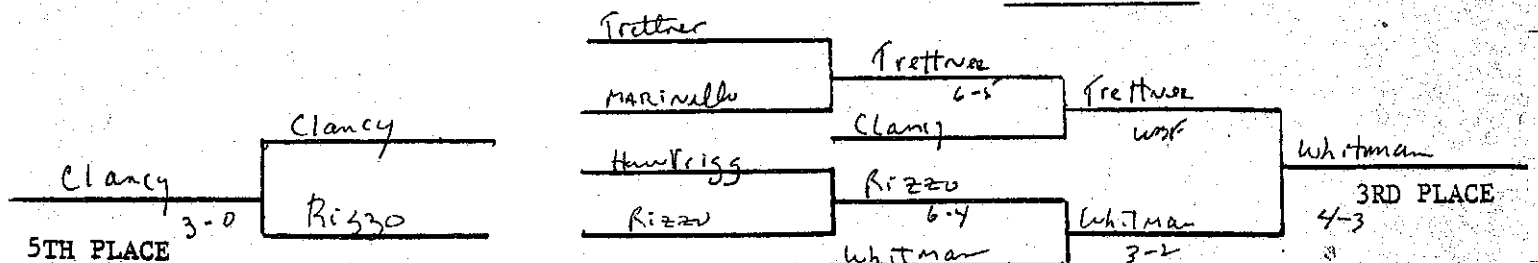 Trettner
Trettner
6-5
Marinello
Trettner
WBF
Clancy
Clancy
Whitman
3RD PLACE
4-3
Clancy
3-0
5TH PLACE
Rizzo
Rizzo
6-4
Rizzo
Whitman
3-2
Whitman